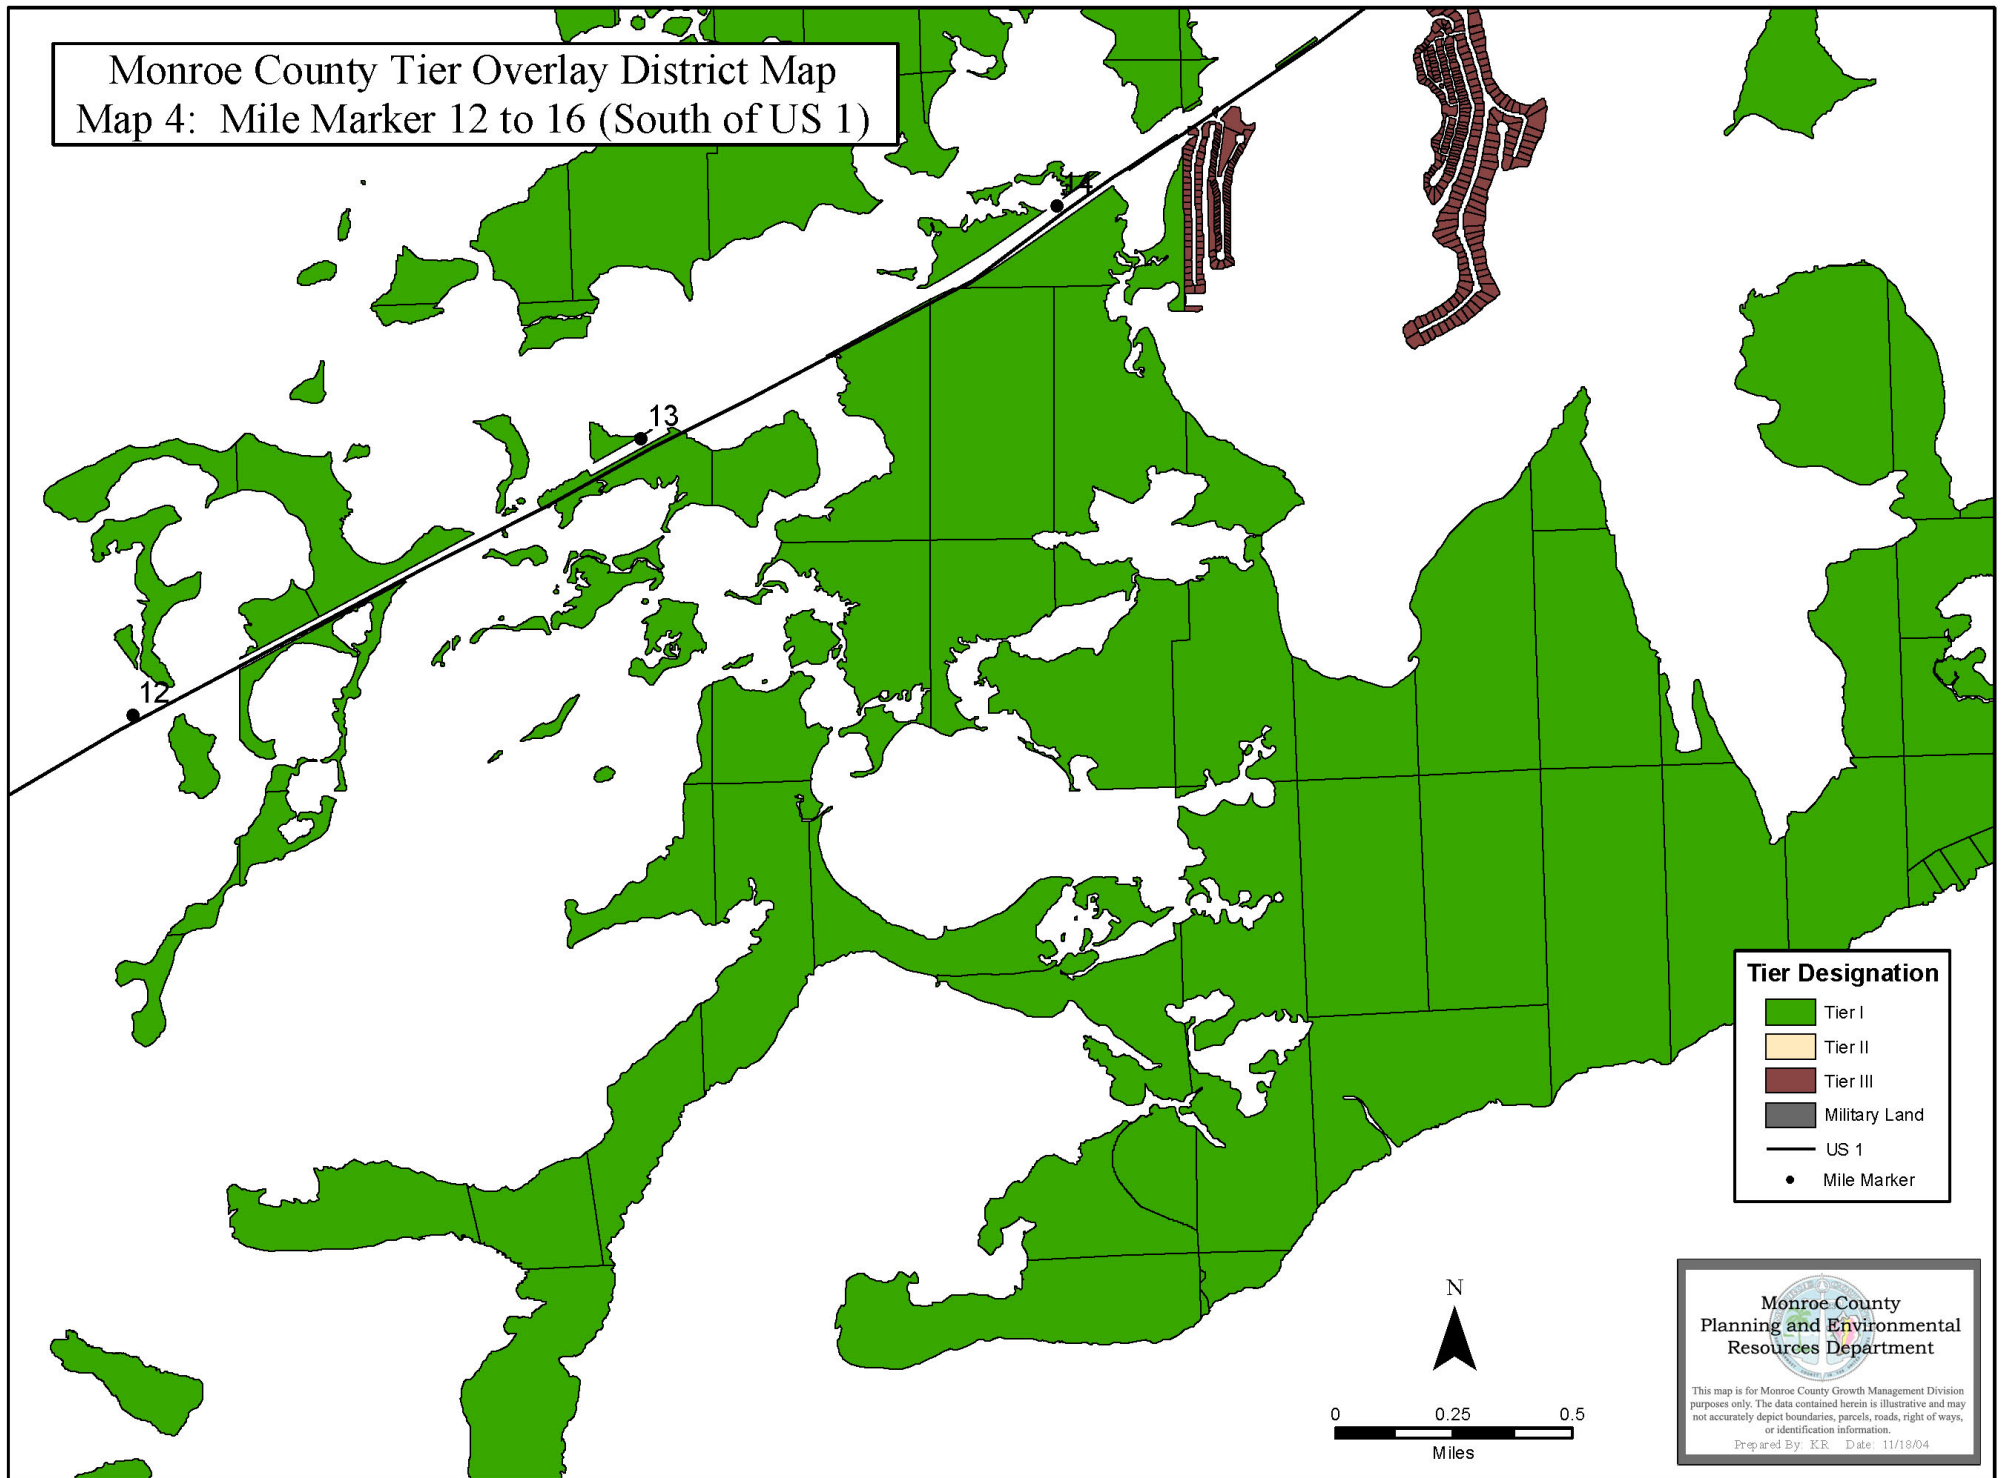 Monroe County Tier Overlay District Map
Map 4: Mile Marker 12 to 16 (South of US 1)
14
13
12
Tier Designation
Tier I
Tier II
Tier III
Military Land
US 1
Mile Marker
N
0 0.25 0.5
Miles
Monroe County
Planning and Environmental
Resources Department
This map is for Monroe County Growth Management Division
purposes only. The data contained herein is illustrative and may
not accurately depict boundaries, parcels, roads, right of ways,
or identification information.
Prepared By: KR Date: 11/18/04